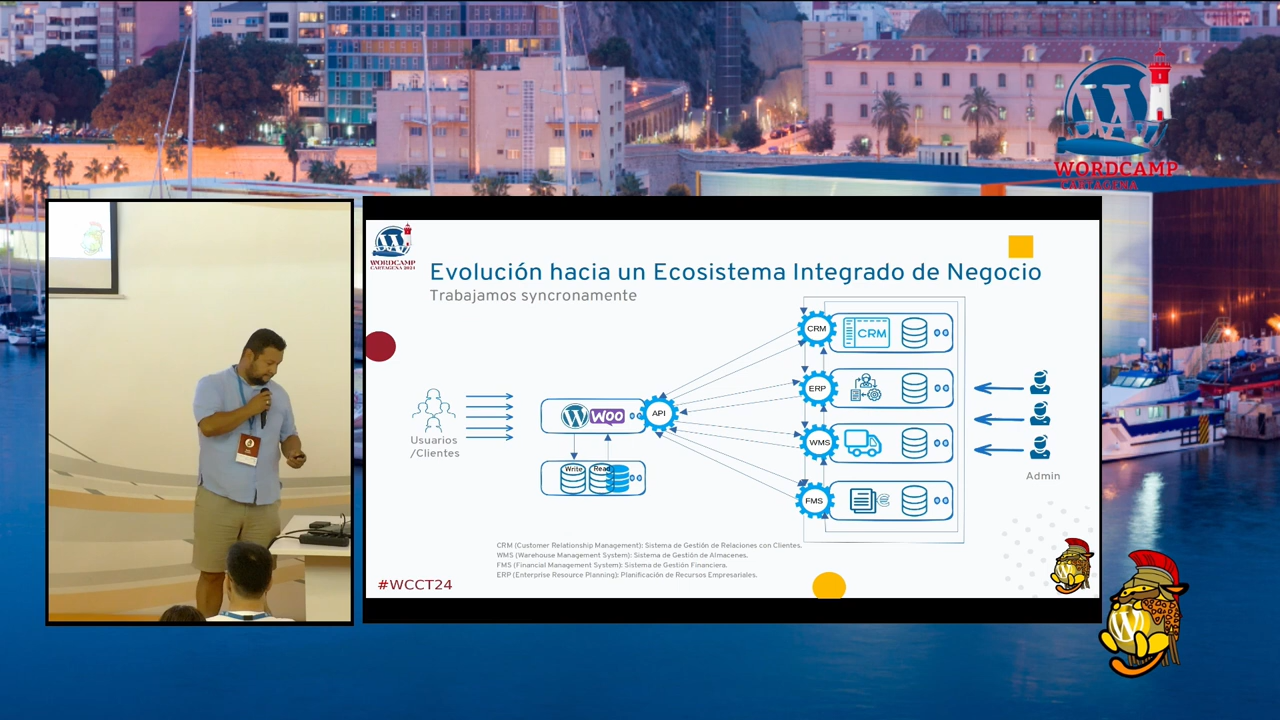 WORDCAMP
CARTAGENA
WORDCAMP
CARTAGENA 2023
Evolución hacia un Ecosistema Integrado de Negocio
Trabajamos syncronamente
CRM
CRM
ERP
WOO
API
Usuarios
/Clientes
WMS
Write
Read
Admin
FMS
CRM (Customer Relationship Management): Sistema de Gestión de Relaciones con Clientes.
WMS (Warehouse Management System): Sistema de Gestión de Almacenes.
FMS (Financial Management System): Sistema de Gestión Financiera.
ERP (Enterprise Resource Planning): Planificación de Recursos Empresariales.
#WCCT24